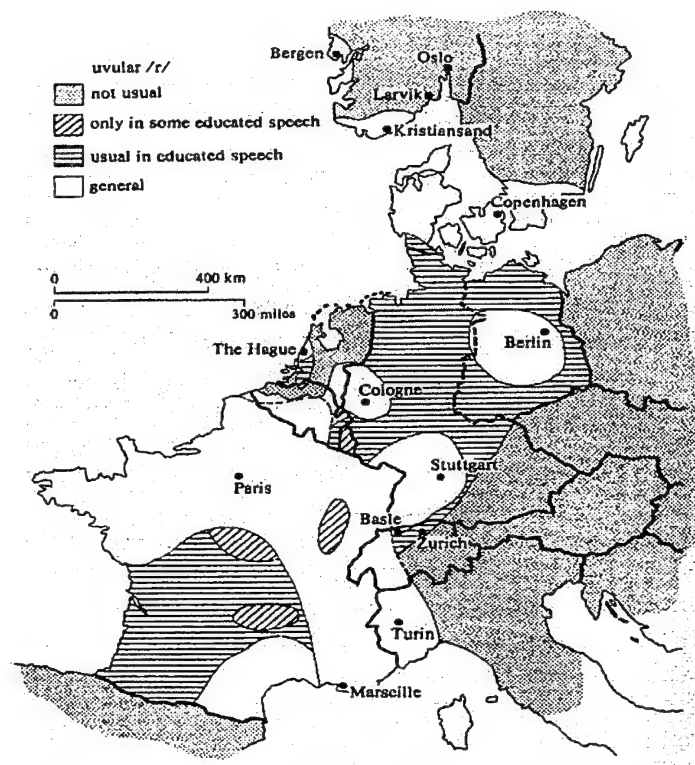 Bergen
Oslo
uvular /r/
not usual
Larvik
only in some educated speech
Kristiansand
usual in educated speech
general
Copenhagen
0 400 km
0 300 miles
The Hague
Berlin
Cologne
Stuttgart
Paris
Basle
Zurich
Turin
Marseille